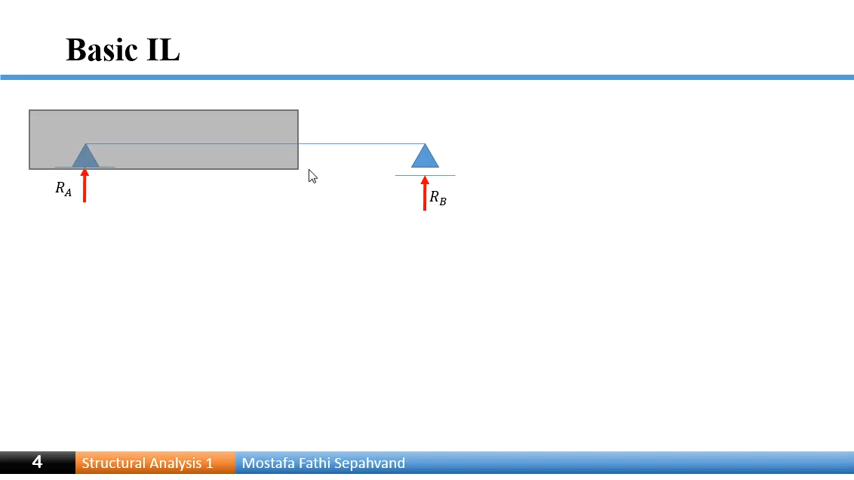 Basic IL
R_A
R_B
4
Structural Analysis 1
Mostafa Fathi Sepahvand